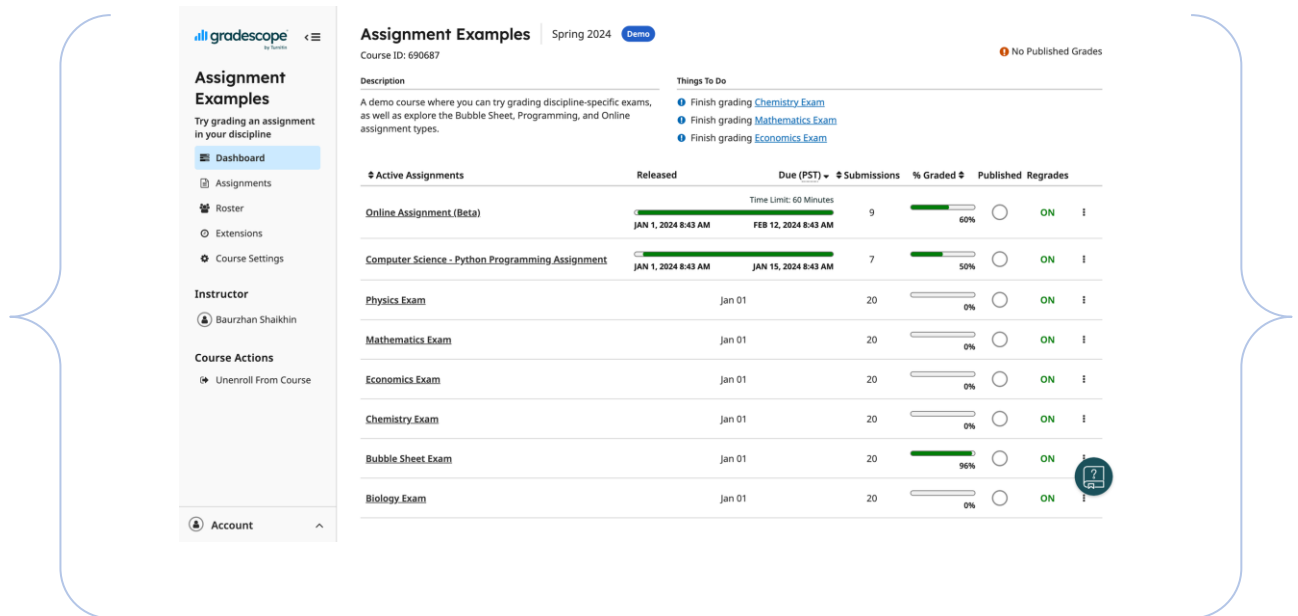 gradescope
by Turnitin
Assignment
Examples
Try grading an assignment
in your discipline
Dashboard
Assignments
Roster
Extensions
Course Settings
Instructor
Baurzhan Shaikhin
Course Actions
Unenroll From Course
Account
Assignment Examples Spring 2024 Demo
Course ID: 690687
No Published Grades
Description
A demo course where you can try grading discipline-specific exams,
as well as explore the Bubble Sheet, Programming, and Online
assignment types.
Things To Do
Finish grading Chemistry Exam
Finish grading Mathematics Exam
Finish grading Economics Exam
Active Assignments Released Due (PST) Submissions % Graded Published Regrades
Time Limit: 60 Minutes
Online Assignment (Beta) 9 60% ON
JAN 1, 2024 8:43 AM FEB 12, 2024 8:43 AM
Computer Science - Python Programming Assignment 7 50% ON
JAN 1, 2024 8:43 AM JAN 15, 2024 8:43 AM
Physics Exam Jan 01 20 0% ON
Mathematics Exam Jan 01 20 0% ON
Economics Exam Jan 01 20 0% ON
Chemistry Exam Jan 01 20 0% ON
Bubble Sheet Exam Jan 01 20 96% ON
Biology Exam Jan 01 20 0% ON
?